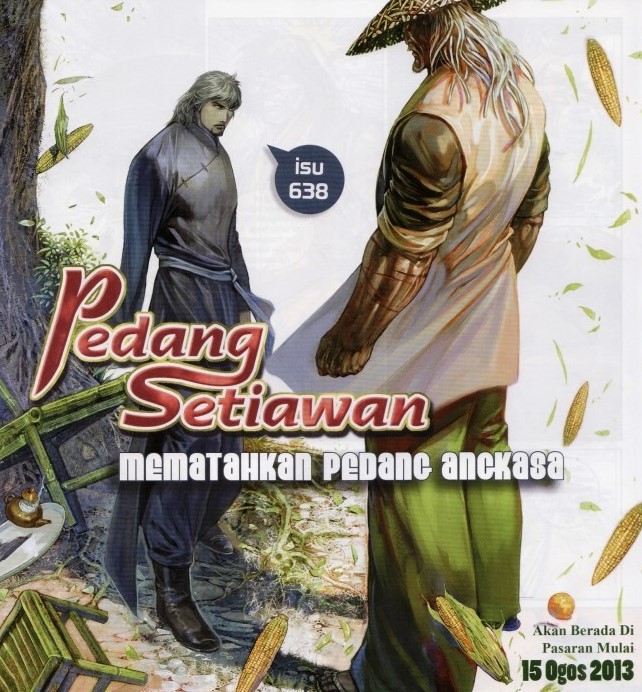 isu
638
Pedang
Setiawan
MEMATAHKAN PEDANG ANGKASA
Akan Berada Di
Pasaran Mulai
15 Ogos 2013